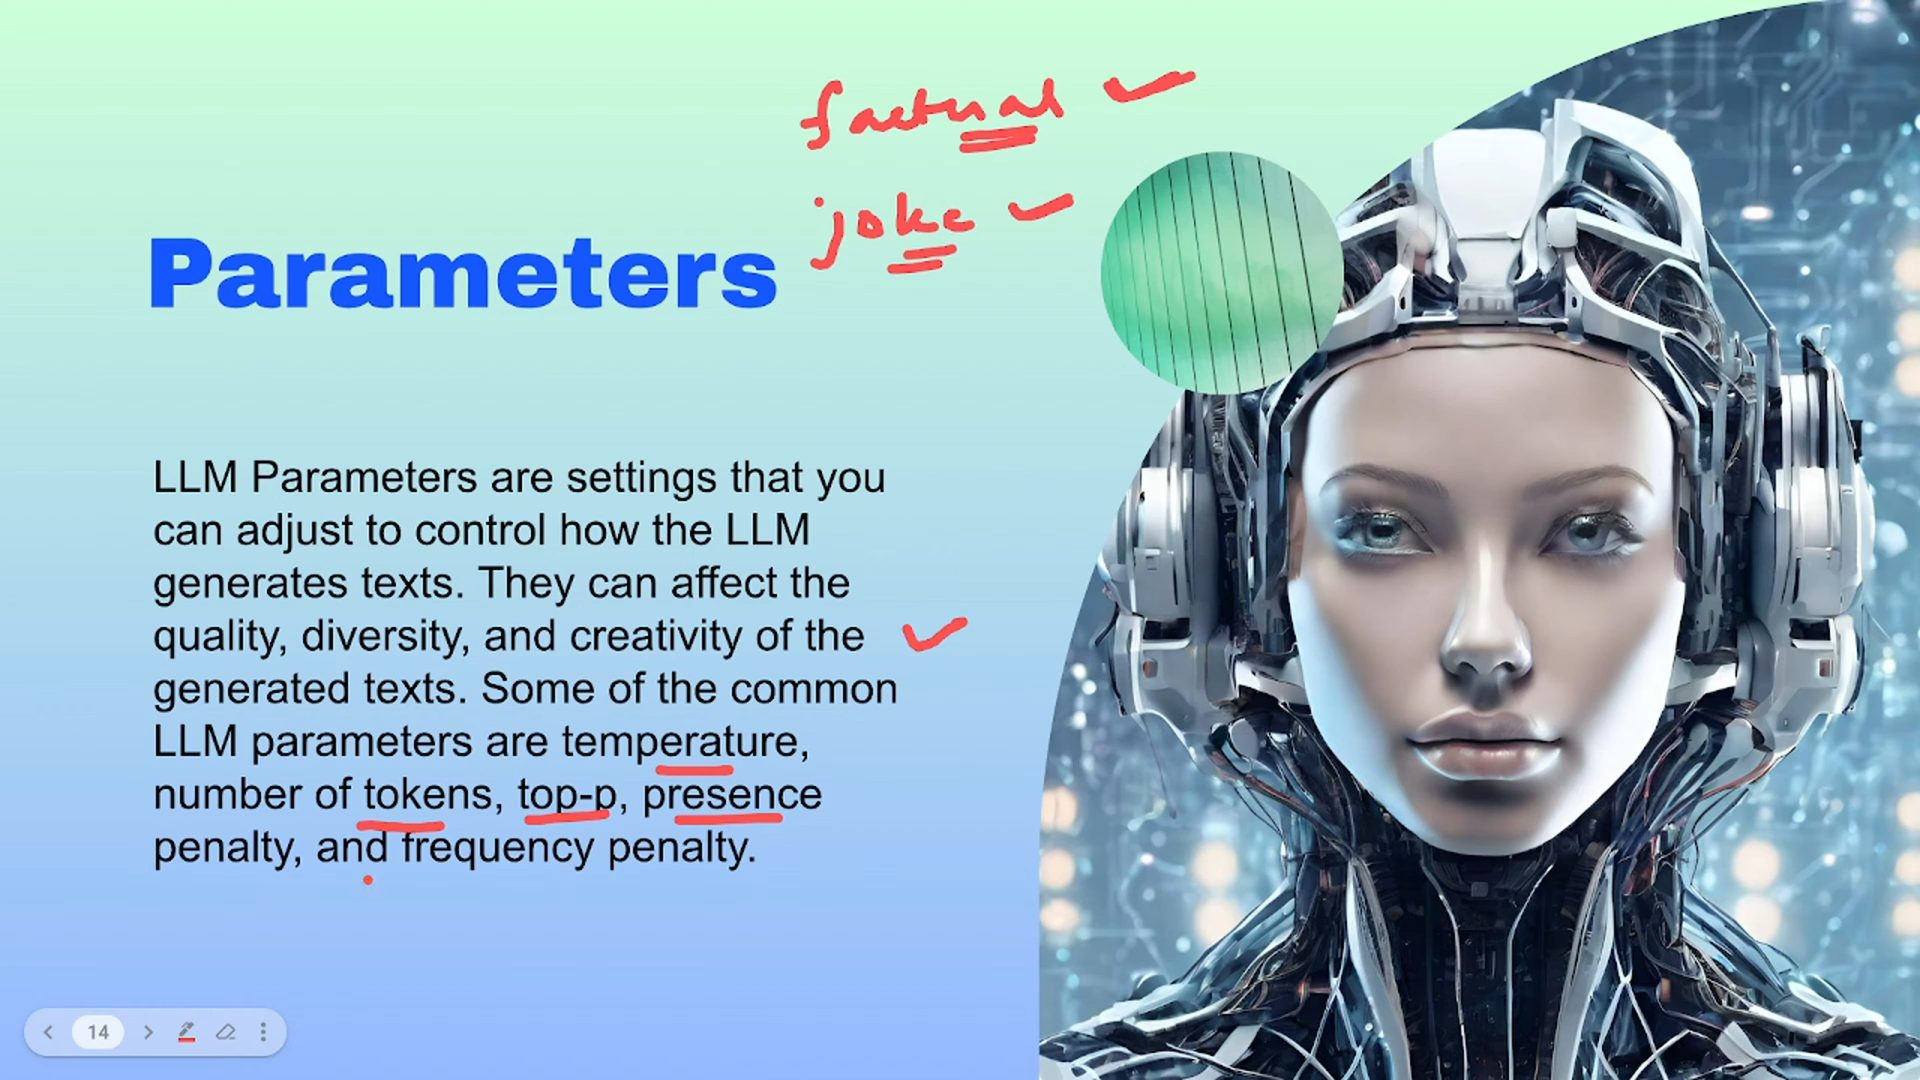 factual
joke
Parameters
LLM Parameters are settings that you
can adjust to control how the LLM
generates texts. They can affect the
quality, diversity, and creativity of the
generated texts. Some of the common
LLM parameters are temperature,
number of tokens, top-p, presence
penalty, and frequency penalty.
14